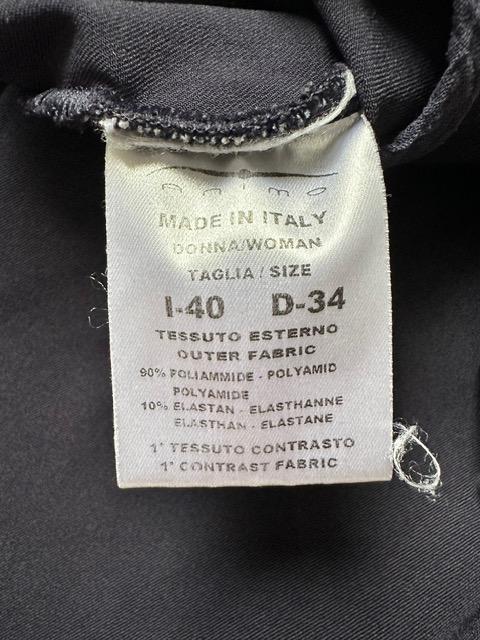 animo
MADE IN ITALY
DONNA/WOMAN
TAGLIA / SIZE
I-40 D-34
TESSUTO ESTERNO
OUTER FABRIC
90% POLIAMMIDE - POLYAMID
POLYAMIDE
10% ELASTAN - ELASTHANNE
ELASTHAN - ELASTANE
1° TESSUTO CONTRASTO
1° CONTRAST FABRIC